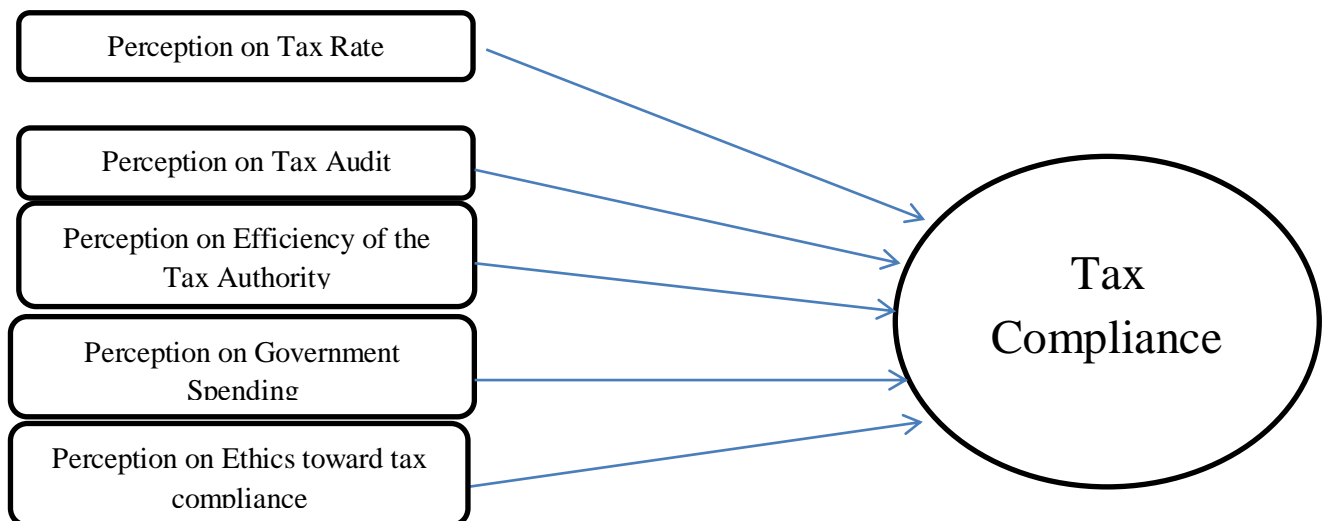 Perception on Tax Rate
Perception on Tax Audit
Perception on Efficiency of the
Tax Authority
Perception on Government
Spending
Perception on Ethics toward tax
compliance
Tax
Compliance